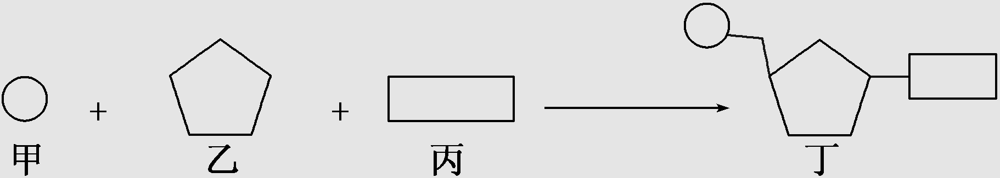 + +
甲 乙 丙 丁